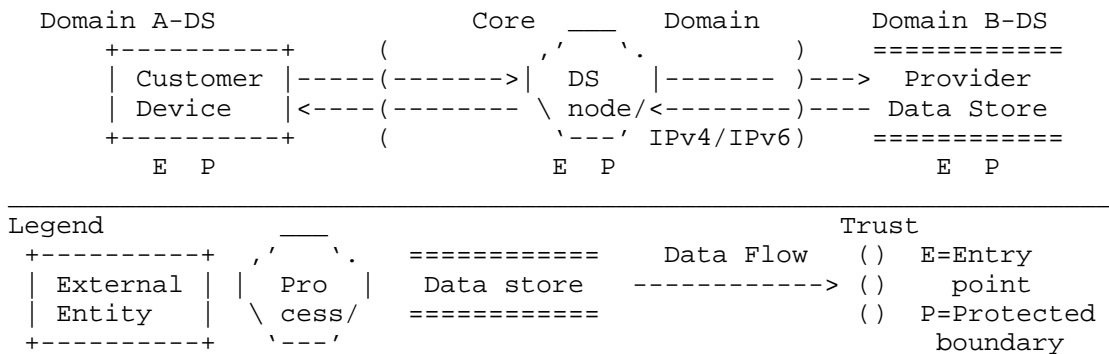 Domain A-DS Core ___ Domain Domain B-DS
+----------+ ( ,' `. ) ============
| Customer |-----(------->| DS |------- )---> Provider
| Device |<----(-------- \ node/<--------)---- Data Store
+----------+ ( `---' IPv4/IPv6) ============
E P E P E P
Legend ___ Trust
+----------+ ,' `. ============ Data Flow () E=Entry
| External | | Pro | Data store ------------> () point
| Entity | \ cess/ ============ () P=Protected
+----------+ `---' boundary